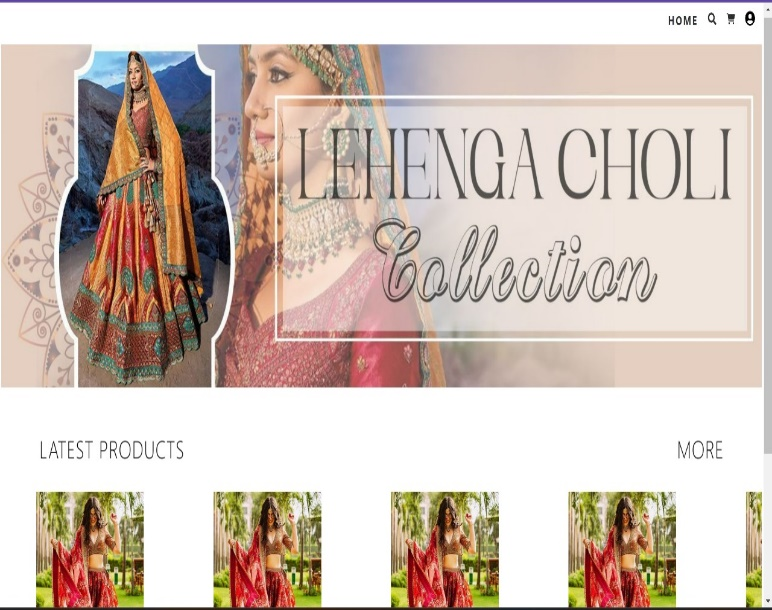 HOME
LEHENGA CHOLI
Collection
LATEST PRODUCTS
MORE